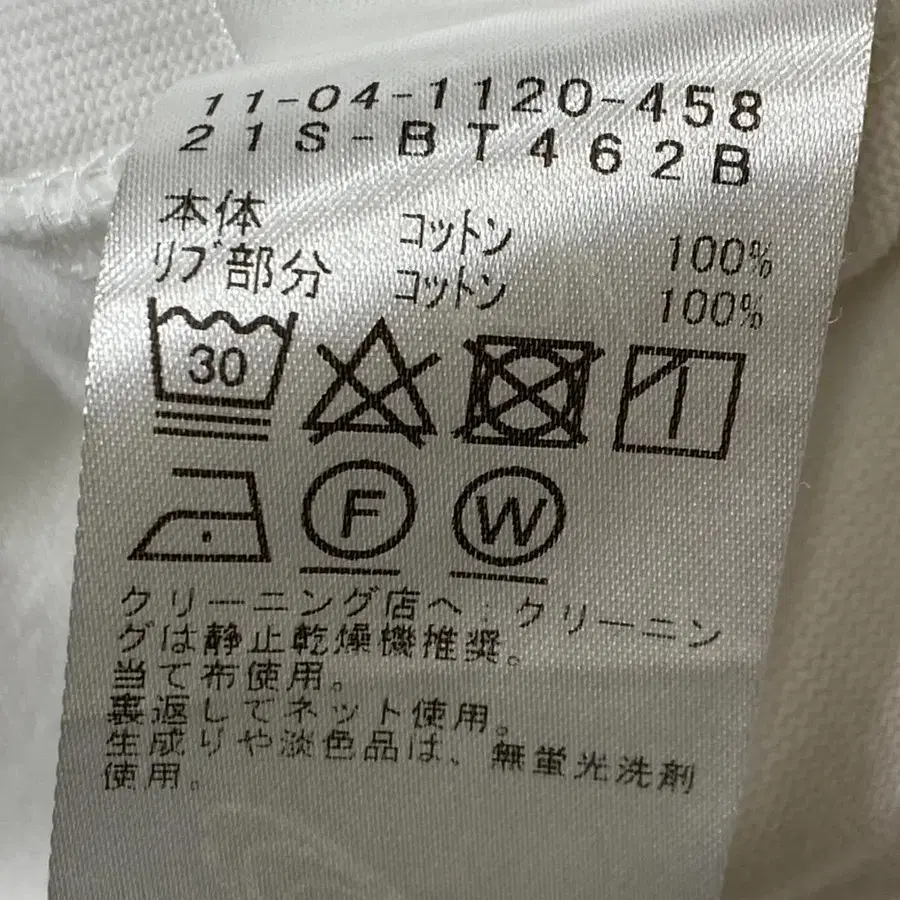 11-04-1120-458
21S-BT462B
本体 コットン 100%
リブ部分 コットン 100%
30
F W
クリーニング店へ:クリーニン
グは静止乾燥機推奨。
当て布使用。
裏返してネット使用。
生成りや淡色品は、無蛍光洗剤
使用。